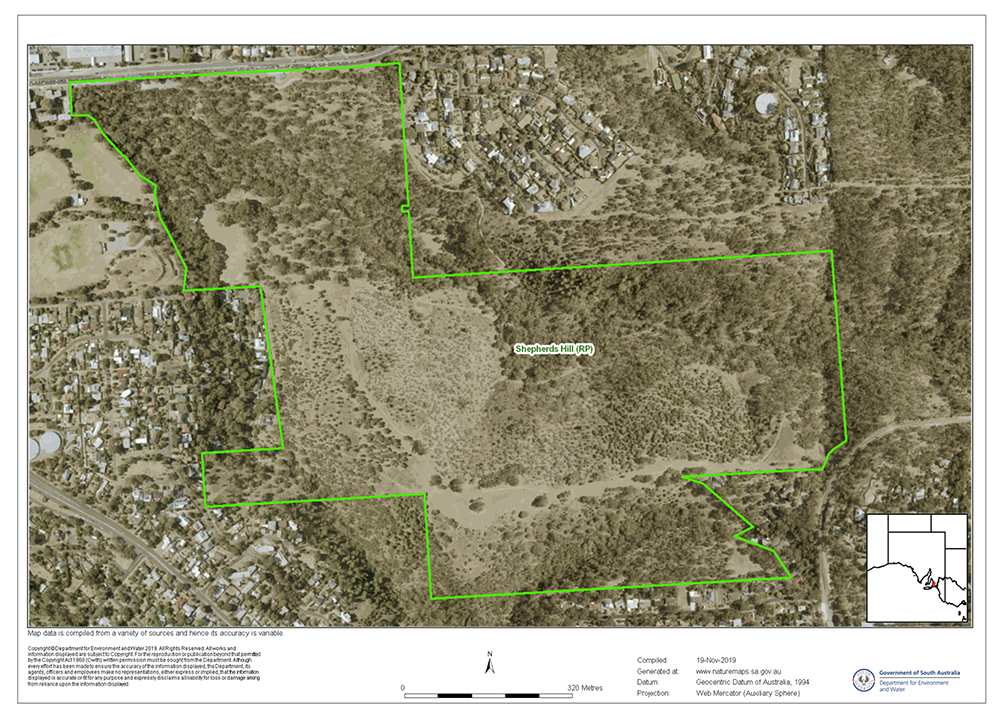 Shepherds Hill (RP)
Map data is compiled from a variety of sources and hence its accuracy is variable.
Copyright © Department for Environment and Water 2019. All Rights Reserved. All works and
information displayed are subject to Copyright. For the reproduction or publication beyond that permitted
by the Copyright Act 1968 (Cwlth) written permission must be sought from the Department. Although
every effort has been made to ensure the accuracy of the information displayed, the Department, its
agents, officers and employees make no representations, either express or implied, that the information
displayed is accurate or fit for any purpose and expressly disclaims all liability for loss or damage arising
from reliance upon the information displayed.
N
0 320 Metres
Compiled: 19-Nov-2019
Generated at: www.naturemaps.sa.gov.au
Datum: Geocentric Datum of Australia, 1994
Projection: Web Mercator (Auxiliary Sphere)
Government of South Australia
Department for Environment
and Water